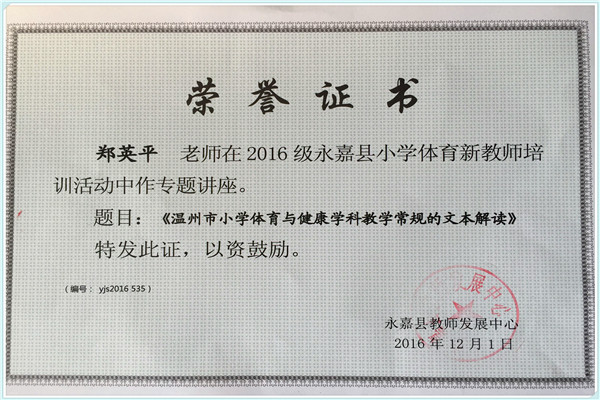 荣誉证书
郑英平 老师在2016级永嘉县小学体育新教师培
训活动中作专题讲座。
题目:《温州市小学体育与健康学科教学常规的文本解读》
特发此证,以资鼓励。
(编号: yjs2016 535)
展中心
永嘉县教师发展中心
2016年12月1日